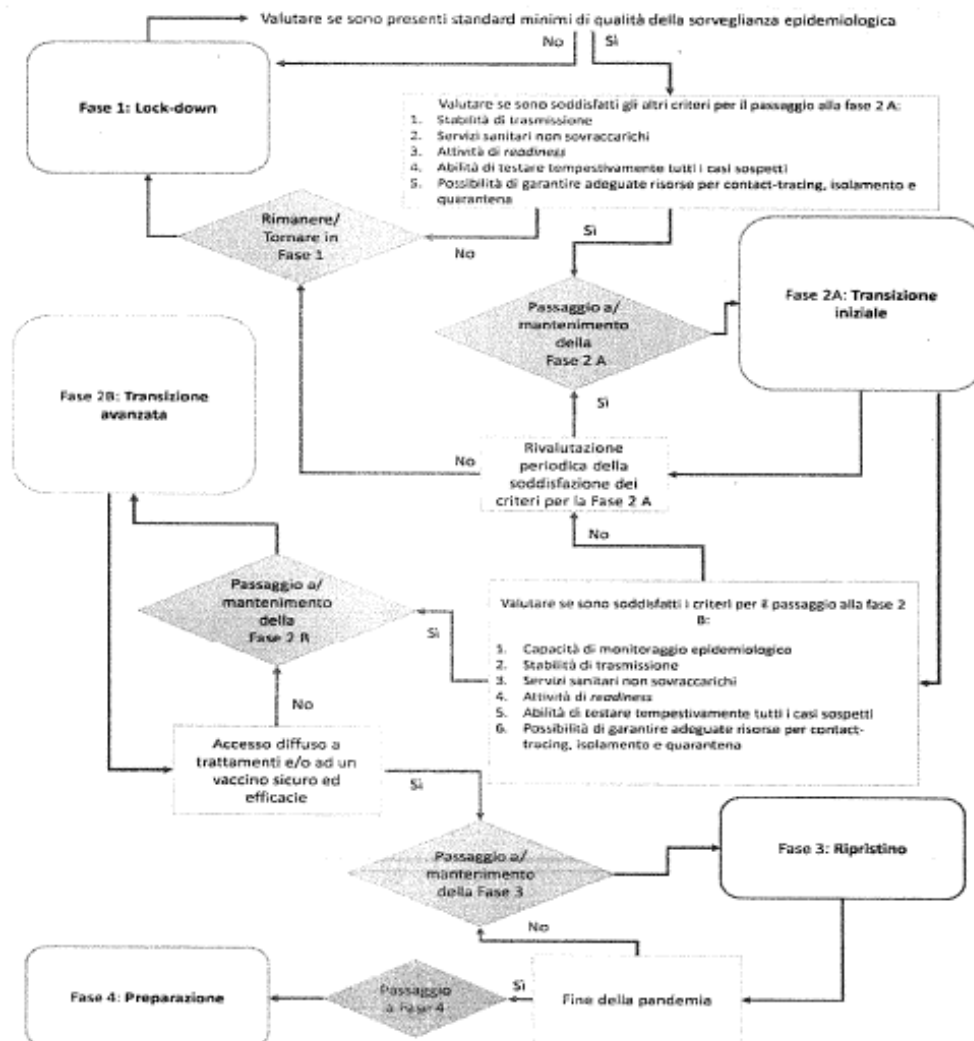 Valutare se sono presenti standard minimi di qualità della sorveglianza epidemiologica
No
Sì
Fase 1: Lock-down
Valutare se sono soddisfatti gli altri criteri per il passaggio alla fase 2 A:
1. Stabilità di trasmissione
2. Servizi sanitari non sovraccarichi
3. Attività di readiness
4. Abilità di testare tempestivamente tutti i casi sospetti
5. Possibilità di garantire adeguate risorse per contact-tracing, isolamento e
quarantena
Rimanere/
Tornare in
Fase 1
No
Sì
Passaggio a/
mantenimento
della
Fase 2 A
Fase 2A: Transizione
iniziale
Fase 2B: Transizione
avanzata
Sì
No
Rivalutazione
periodica della
soddisfazione dei
criteri per la Fase 2 A
No
Passaggio a/
mantenimento
della
Fase 2 B
Sì
Valutare se sono soddisfatti i criteri per il passaggio alla fase 2
B:
1. Capacità di monitoraggio epidemiologico
2. Stabilità di trasmissione
3. Servizi sanitari non sovraccarichi
4. Attività di readiness
5. Abilità di testare tempestivamente tutti i casi sospetti
6. Possibilità di garantire adeguate risorse per contact-
tracing, isolamento e quarantena
No
Accesso diffuso a
trattamenti e/o ad un
vaccino sicuro ed
efficacie
Sì
Passaggio a/
mantenimento
della Fase 3
Fase 3: Ripristino
No
Fase 4: Preparazione
Passaggio
a Fase 4
Sì
Fine della pandemia